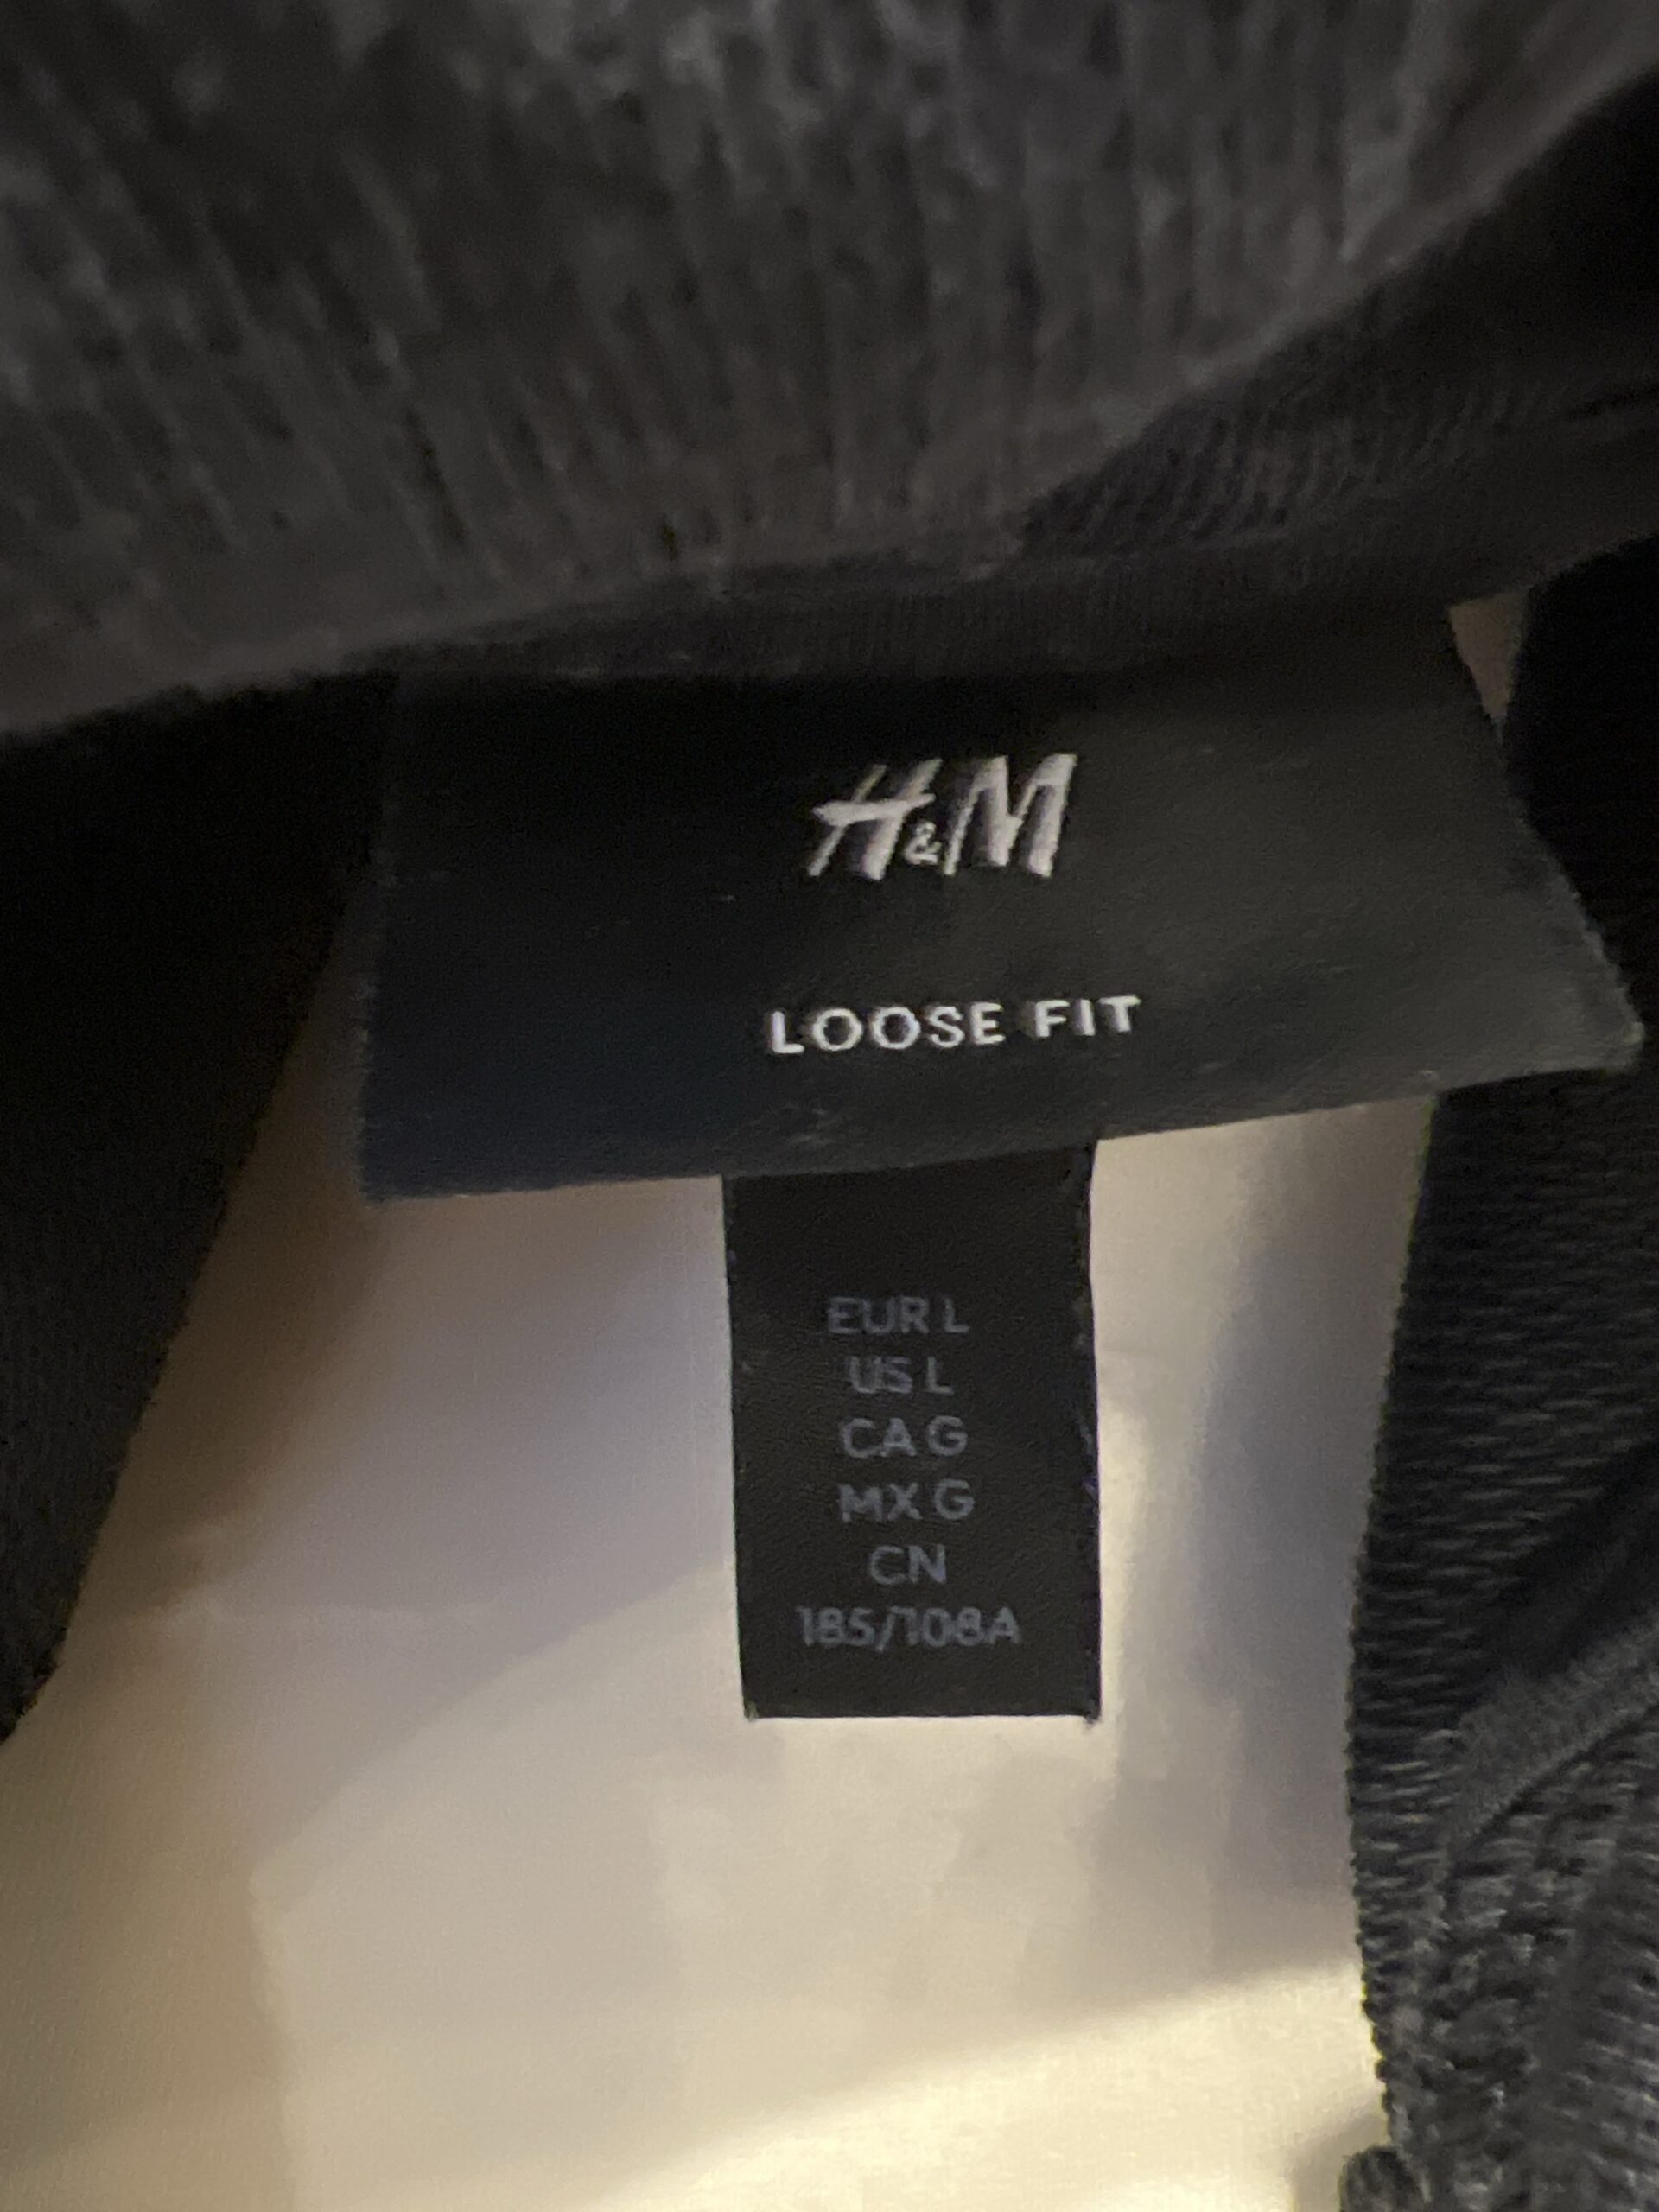 H&M
LOOSE FIT
EUR L
US L
CA G
MX G
CN
185/108A